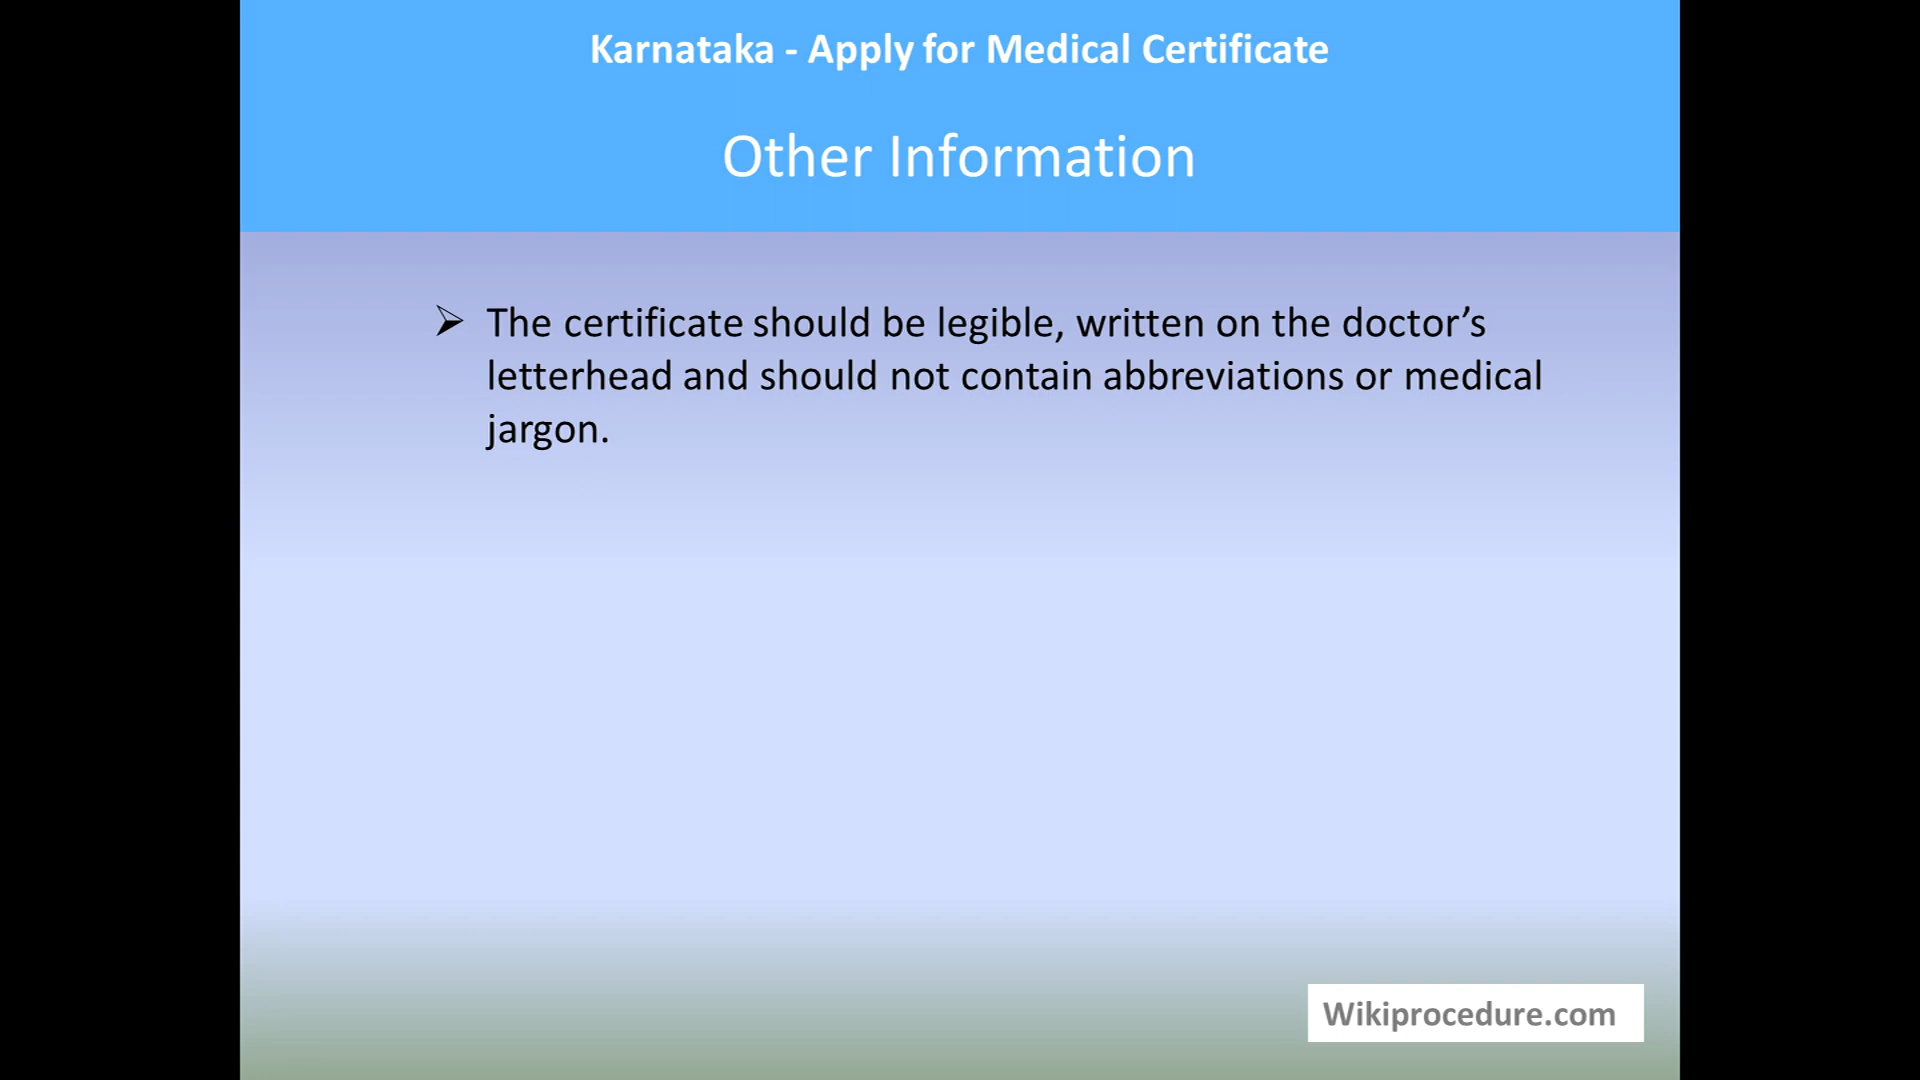 Karnataka - Apply for Medical Certificate
Other Information
➢ The certificate should be legible, written on the doctor’s
letterhead and should not contain abbreviations or medical
jargon.
Wikiprocedure.com